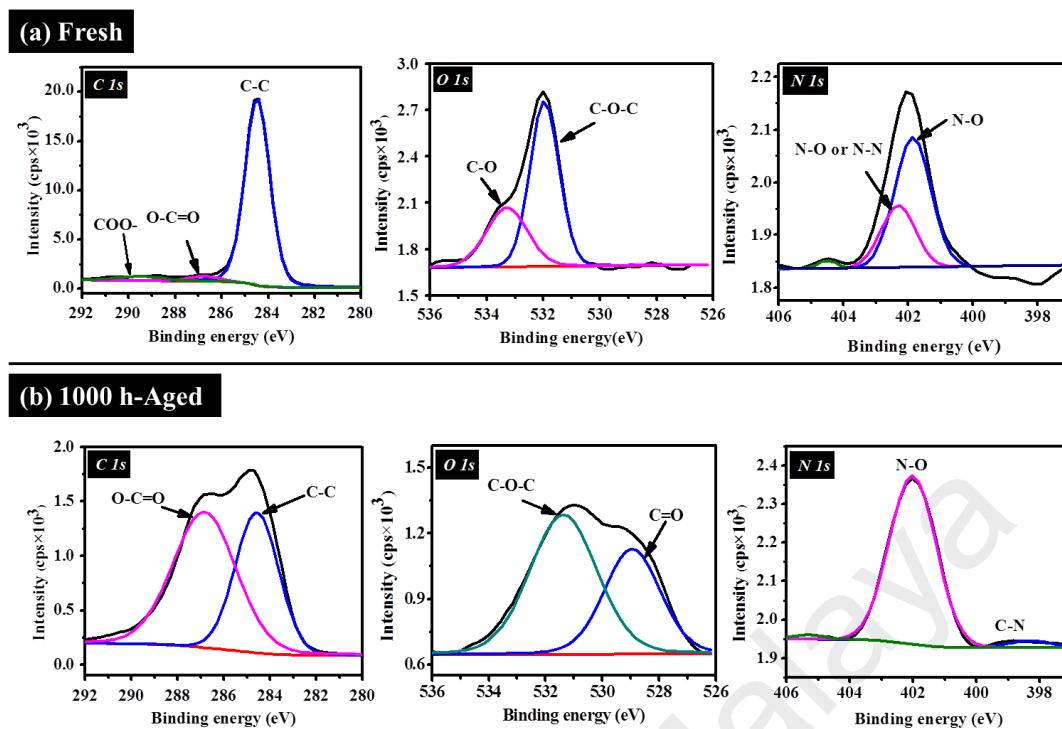 (a) Fresh
C 1s
C-C
O-C=O
COO-
20.0
15.0
10.0
5.0
0.0
Intensity (cps×10³)
292 290 288 286 284 282 280
Binding energy (eV)
O 1s
C-O-C
C-O
3.0
2.7
2.4
2.1
1.8
1.5
Intensity (cps×10³)
536 534 532 530 528 526
Binding energy(eV)
N 1s
N-O
N-O or N-N
2.2
2.1
2.0
1.9
1.8
Intensity (cps×10³)
406 404 402 400 398
Binding energy (eV)
(b) 1000 h-Aged
C 1s
O-C=O
C-C
2.0
1.5
1.0
0.5
0.0
Intensity (cps×10³)
292 290 288 286 284 282 280
Binding energy (eV)
O 1s
C-O-C
C=O
1.5
1.2
0.9
0.6
Intensity (cps×10³)
536 534 532 530 528 526
Binding energy (eV)
N 1s
N-O
C-N
2.4
2.3
2.2
2.1
2.0
1.9
Intensity (cps×10³)
406 404 402 400 398
Binding energy (eV)
alaya